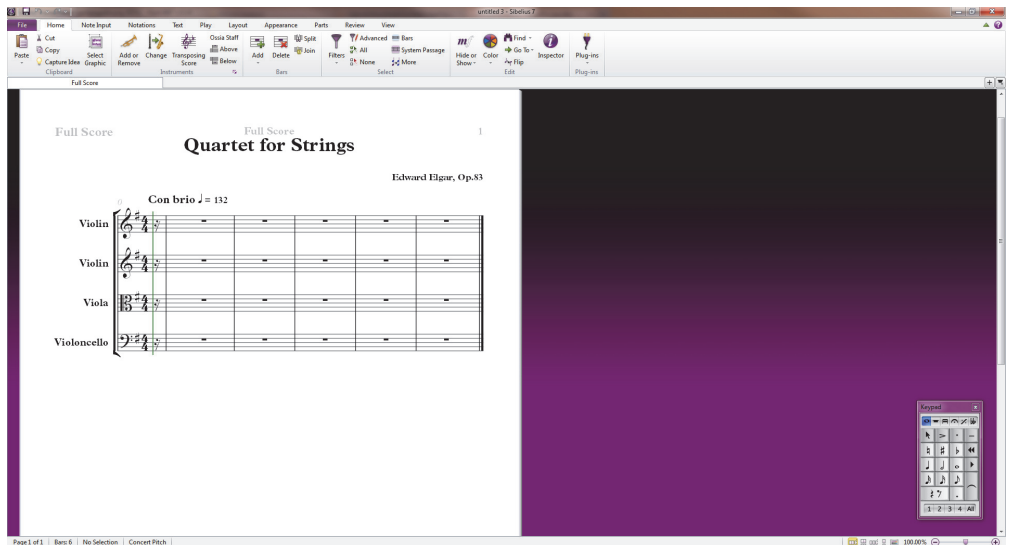 untitled 3 - Sibelius 7
File Home Note Input Notations Text Play Layout Appearance Parts Review View
Paste
Cut
Copy
Capture Idea
Select Graphic
Clipboard
Add or Remove
Change
Transposing Score
Instruments
Ossia Staff
Above
Below
Add
Delete
Split
Join
Bars
Filters
Advanced
All
None
Bars
System Passage
More
Select
Hide or Show
Color
Find
Go To
Flip
Inspector
Edit
Plug-ins
Plug-ins
Full Score
Full Score Full Score 1
Quartet for Strings
Edward Elgar, Op.83
0 Con brio ♩ = 132
Violin
Violin
Viola
Violoncello
Keypad
1 2 3 4 All
Page 1 of 1 Bars: 6 No Selection Concert Pitch 100.00%